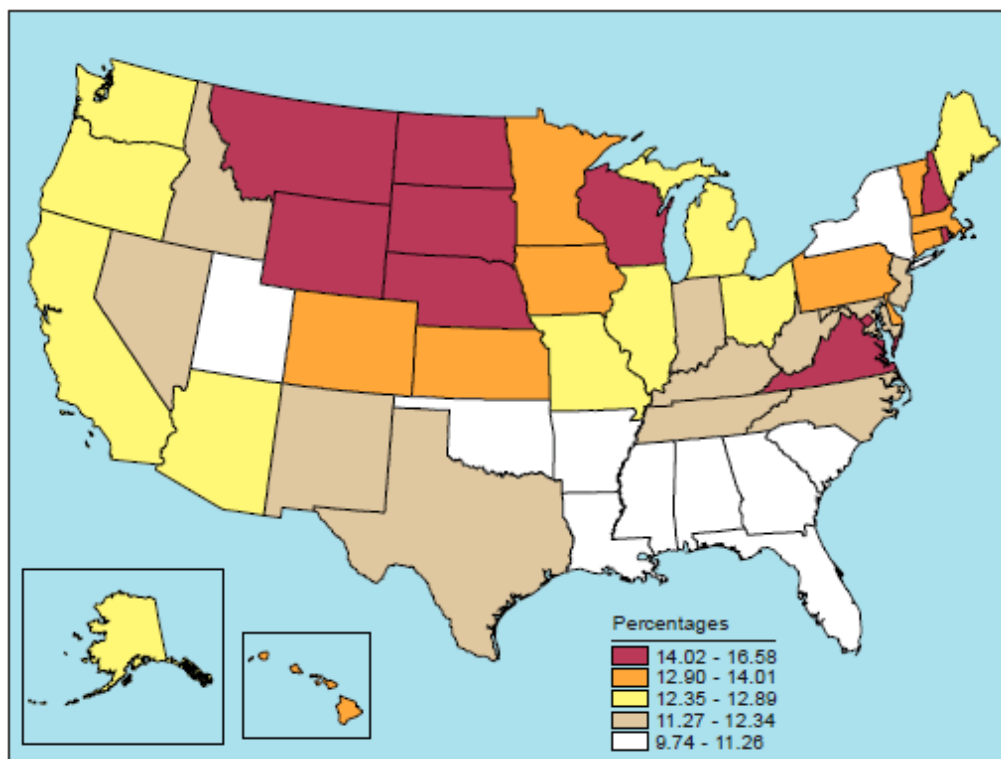 Percentages
14.02 - 16.58
12.90 - 14.01
12.35 - 12.89
11.27 - 12.34
9.74 - 11.26